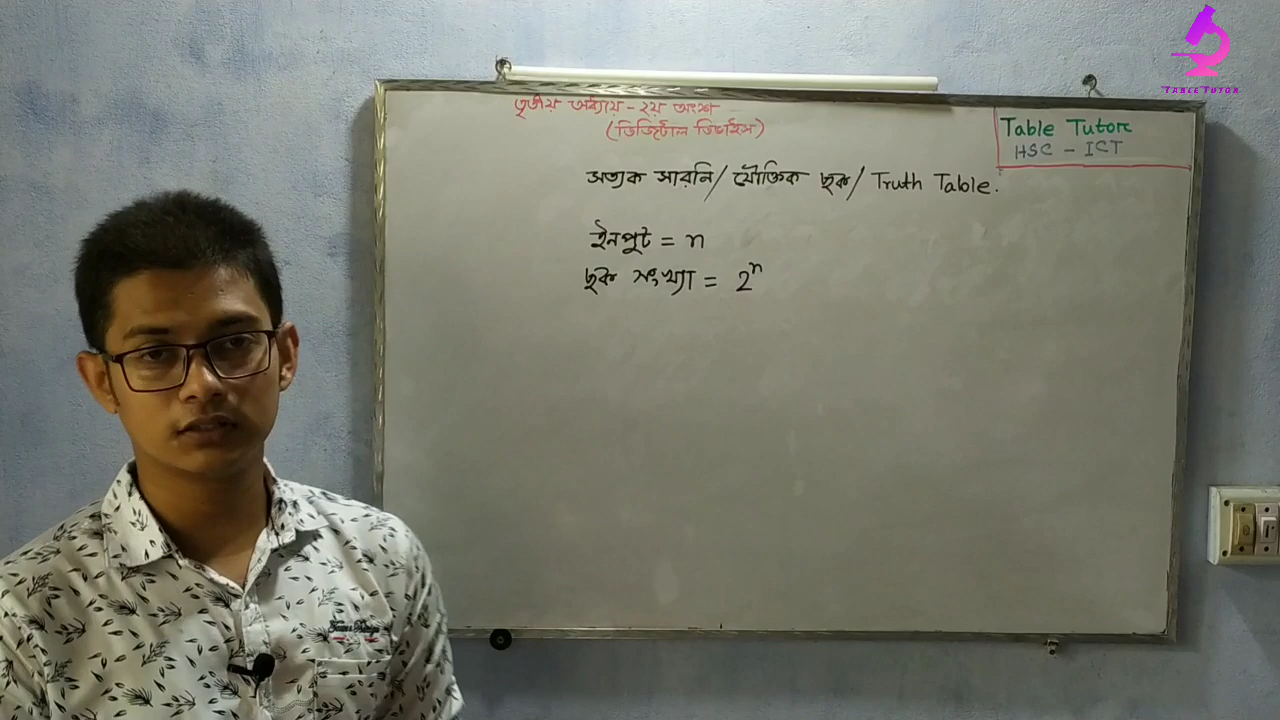 তৃতীয় অধ্যায় - ২য় অংশ
(ডিজিটাল ডিভাইস)
Table Tutor
HSC - ICT
সত্যক সারনি / যৌক্তিক ছক / Truth Table.
ইনপুট = n
ছক সংখ্যা = 2ⁿ
TABLE TUTOR